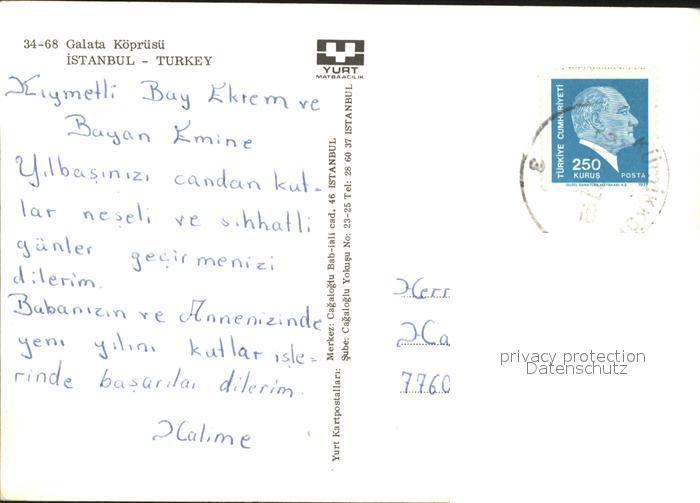 34-68 Galata Köprüsü
İSTANBUL - TURKEY
YURT
MATBAACILIK
Kıymetli Bay Ekrem ve
Bayan Emine
Yılbaşınızı candan kut-
lar neşeli ve sıhhatli
günler geçirmenizi
dilerim.
Babanızın ve Annenizinde
yeni yılını kutlar işle-
rinde başarılar dilerim.
Halime
Yurt Kartpostalları: Merkez: Cağaloğlu Bab-iali cad, 46 İSTANBUL
Şube: Cağaloğlu Yokuşu No: 23-25 Tel: 28 60 37 İSTANBUL
TÜRKİYE CUMHURİYETİ
250
KURUŞ
POSTA
Herr
Ha
7760
privacy protection
Datenschutz